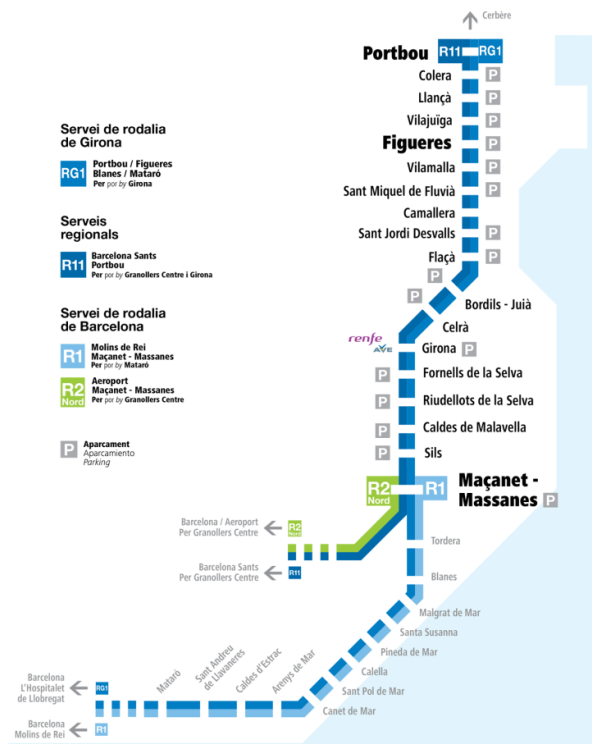 Cerbère
Portbou
R11
RG1
Colera
P
Llançà
P
Vilajuïga
P
Figueres
P
Vilamalla
P
Sant Miquel de Fluvià
P
Camallera
Sant Jordi Desvalls
P
Flaçà
P
P
P
Bordils - Juià
Celrà
renfe
AVE
Girona
P
Fornells de la Selva
P
Riudellots de la Selva
P
Caldes de Malavella
P
Sils
P
R2
Nord
R1
Maçanet -
Massanes
P
Servei de rodalia
de Girona
RG1
Portbou / Figueres
Blanes / Mataró
Per por by Girona
Serveis
regionals
R11
Barcelona Sants
Portbou
Per por by Granollers Centre i Girona
Servei de rodalia
de Barcelona
R1
Molins de Rei
Maçanet - Massanes
Per por by Mataró
R2
Nord
Aeroport
Maçanet - Massanes
Per por by Granollers Centre
P
Aparcament
Aparcamiento
Parking
Barcelona / Aeroport
Per Granollers Centre
R2
Nord
Barcelona Sants
Per Granollers Centre
R11
Tordera
Blanes
Malgrat de Mar
Santa Susanna
Pineda de Mar
Calella
Sant Pol de Mar
Canet de Mar
Arenys de Mar
Caldes d'Estrac
Sant Andreu
de Llavaneres
Mataró
Barcelona
L'Hospitalet
de Llobregat
RG1
Barcelona
Molins de Rei
R1